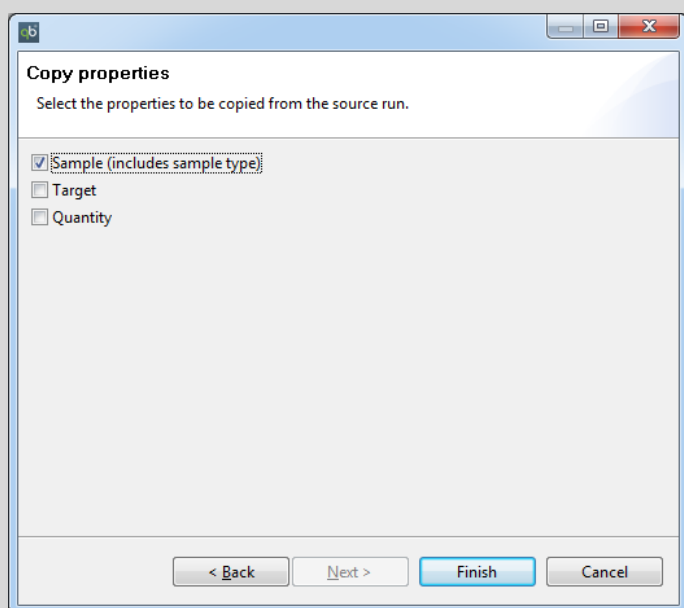 qb
Copy properties
Select the properties to be copied from the source run.
Sample (includes sample type)
Target
Quantity
< Back
Next >
Finish
Cancel